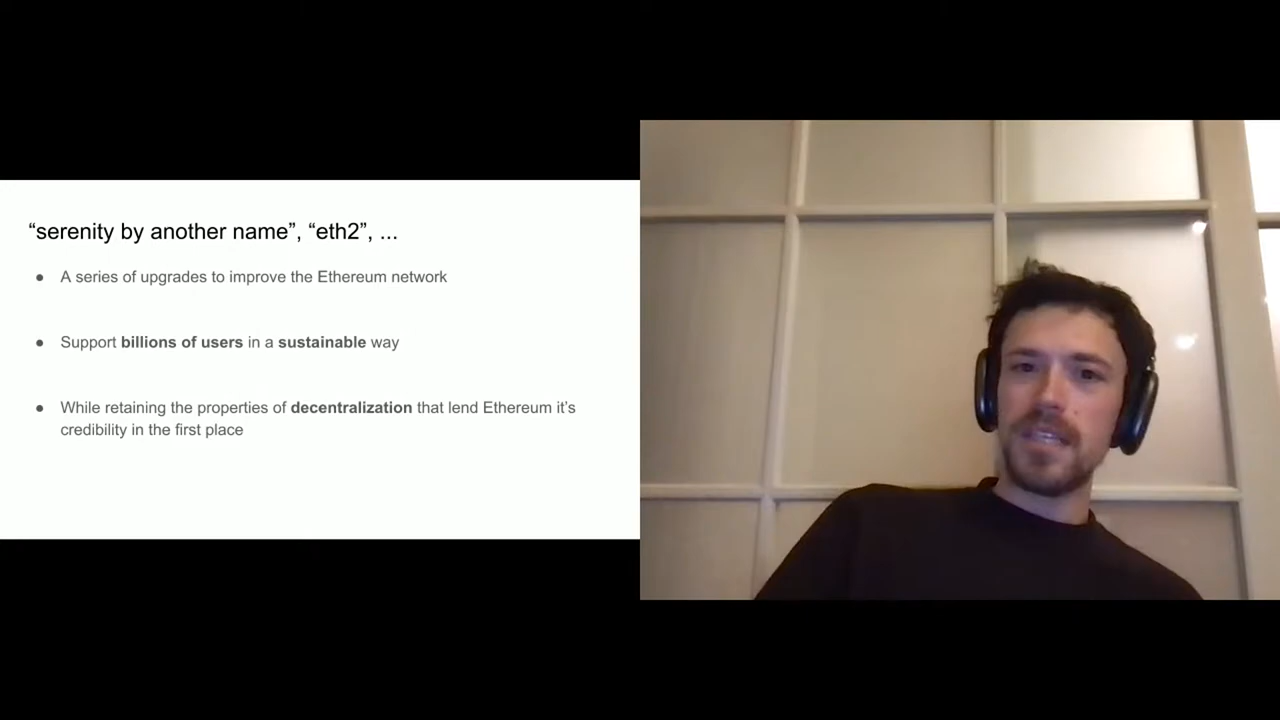 “serenity by another name”, “eth2”, ...
● A series of upgrades to improve the Ethereum network
● Support billions of users in a sustainable way
● While retaining the properties of decentralization that lend Ethereum it’s
credibility in the first place